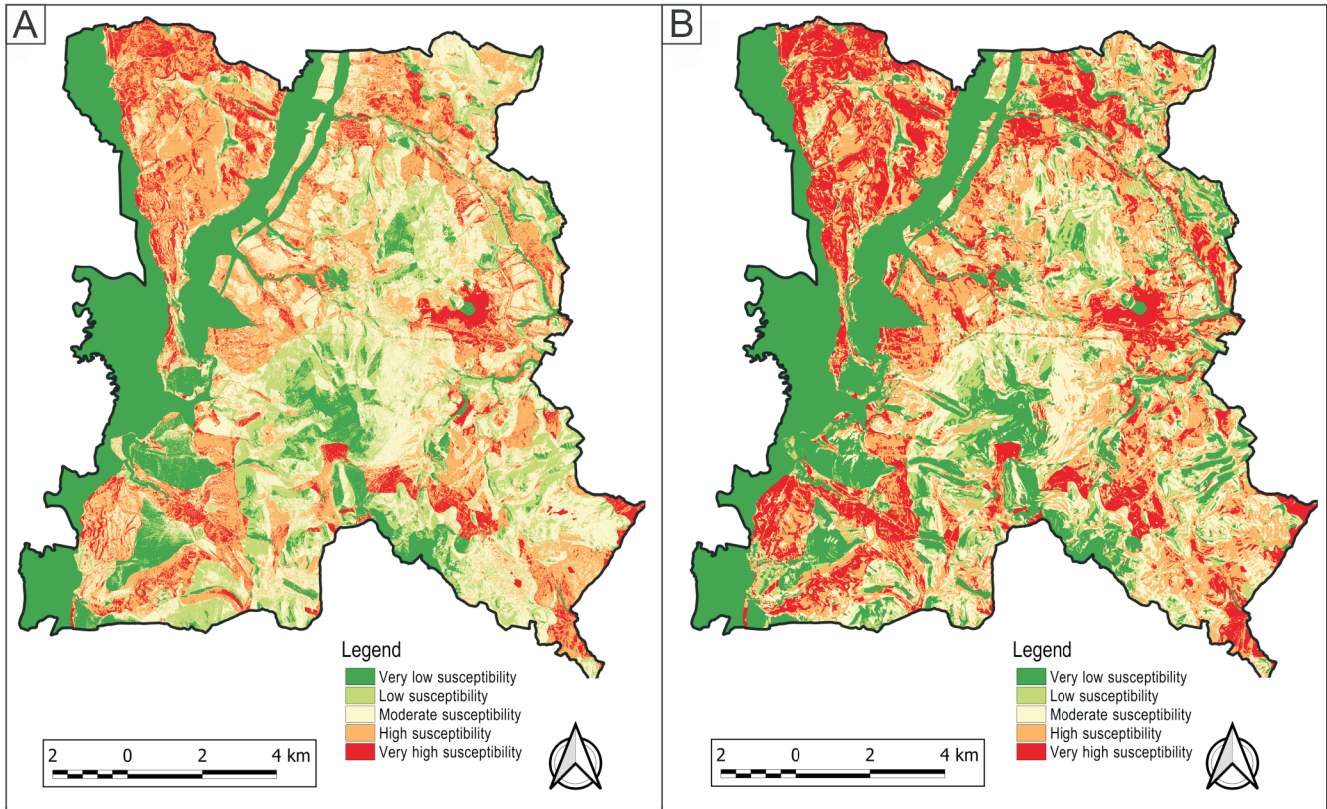 A
Legend
Very low susceptibility
Low susceptibility
Moderate susceptibility
High susceptibility
Very high susceptibility
2 0 2 4 km
B
Legend
Very low susceptibility
Low susceptibility
Moderate susceptibility
High susceptibility
Very high susceptibility
2 0 2 4 km